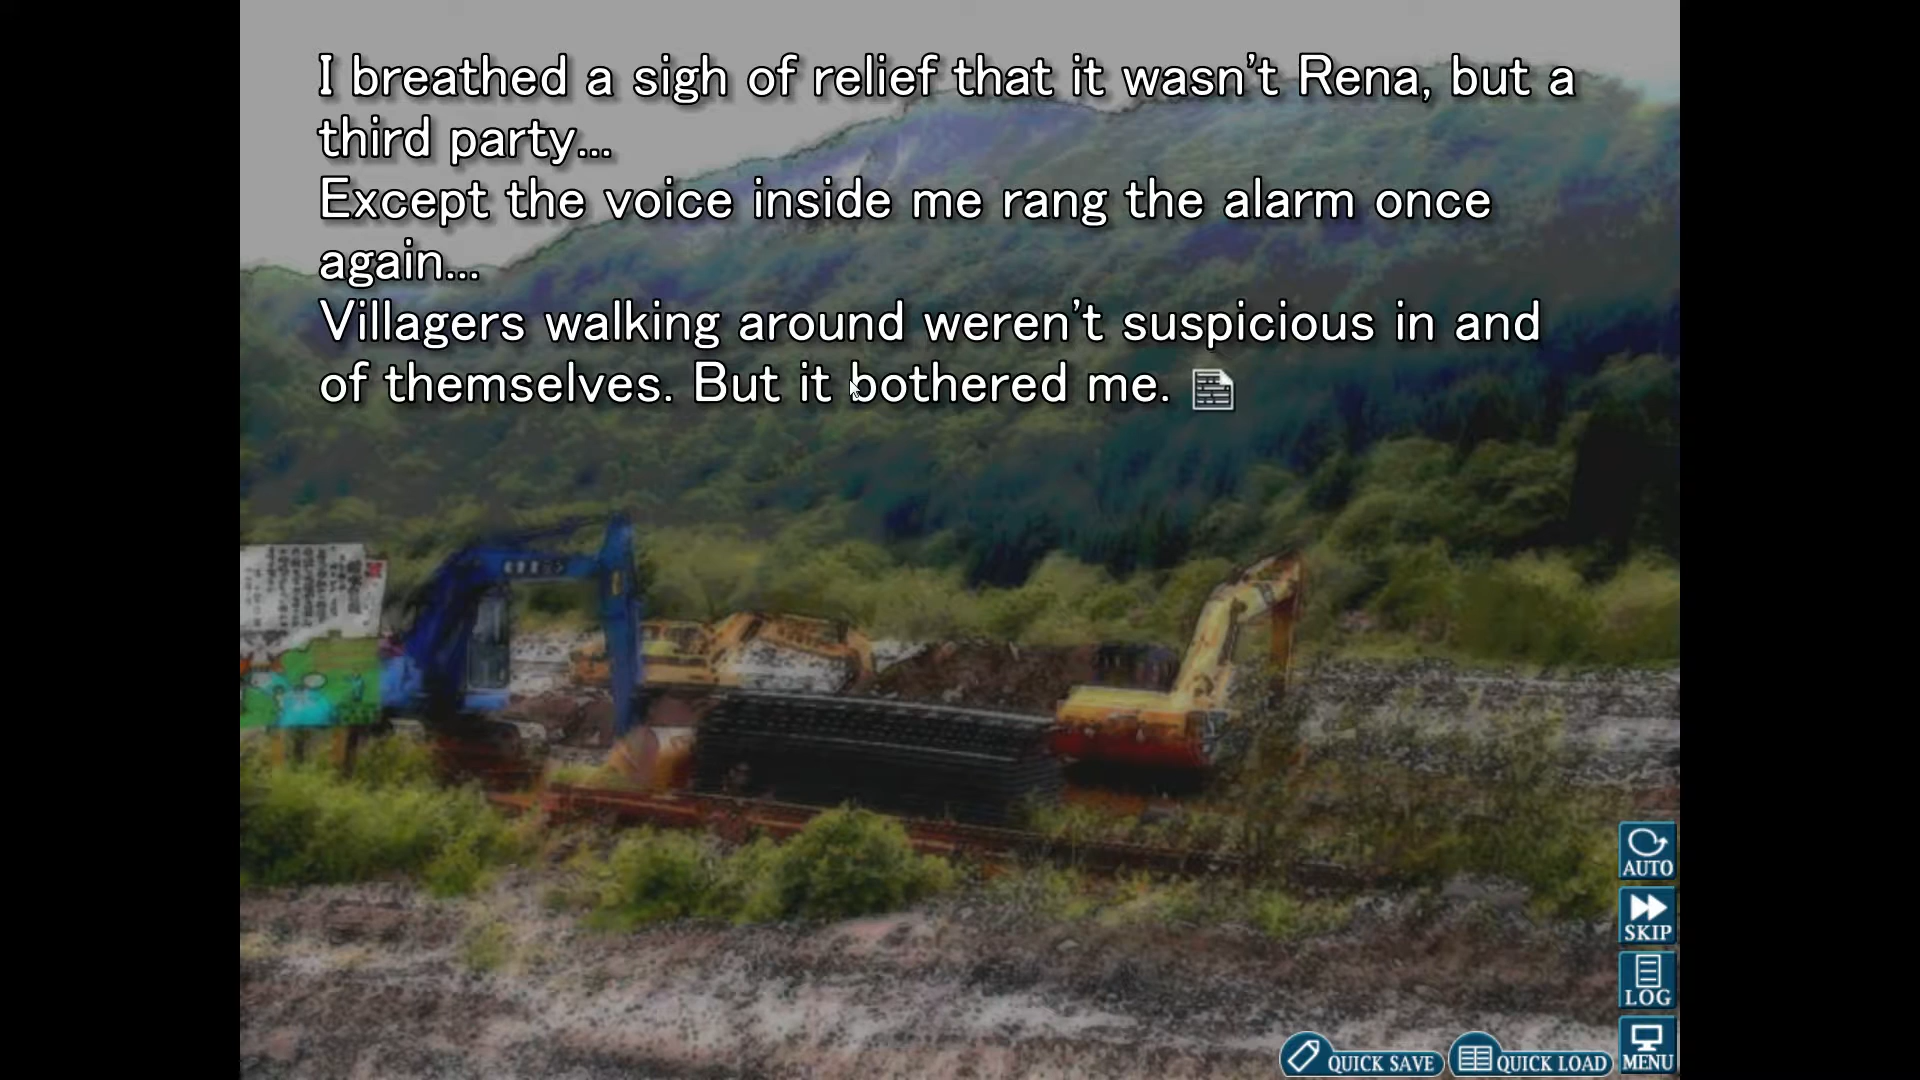 I breathed a sigh of relief that it wasn't Rena, but a
third party...
Except the voice inside me rang the alarm once
again...
Villagers walking around weren't suspicious in and
of themselves. But it bothered me.
AUTO
SKIP
LOG
MENU
QUICK SAVE
QUICK LOAD